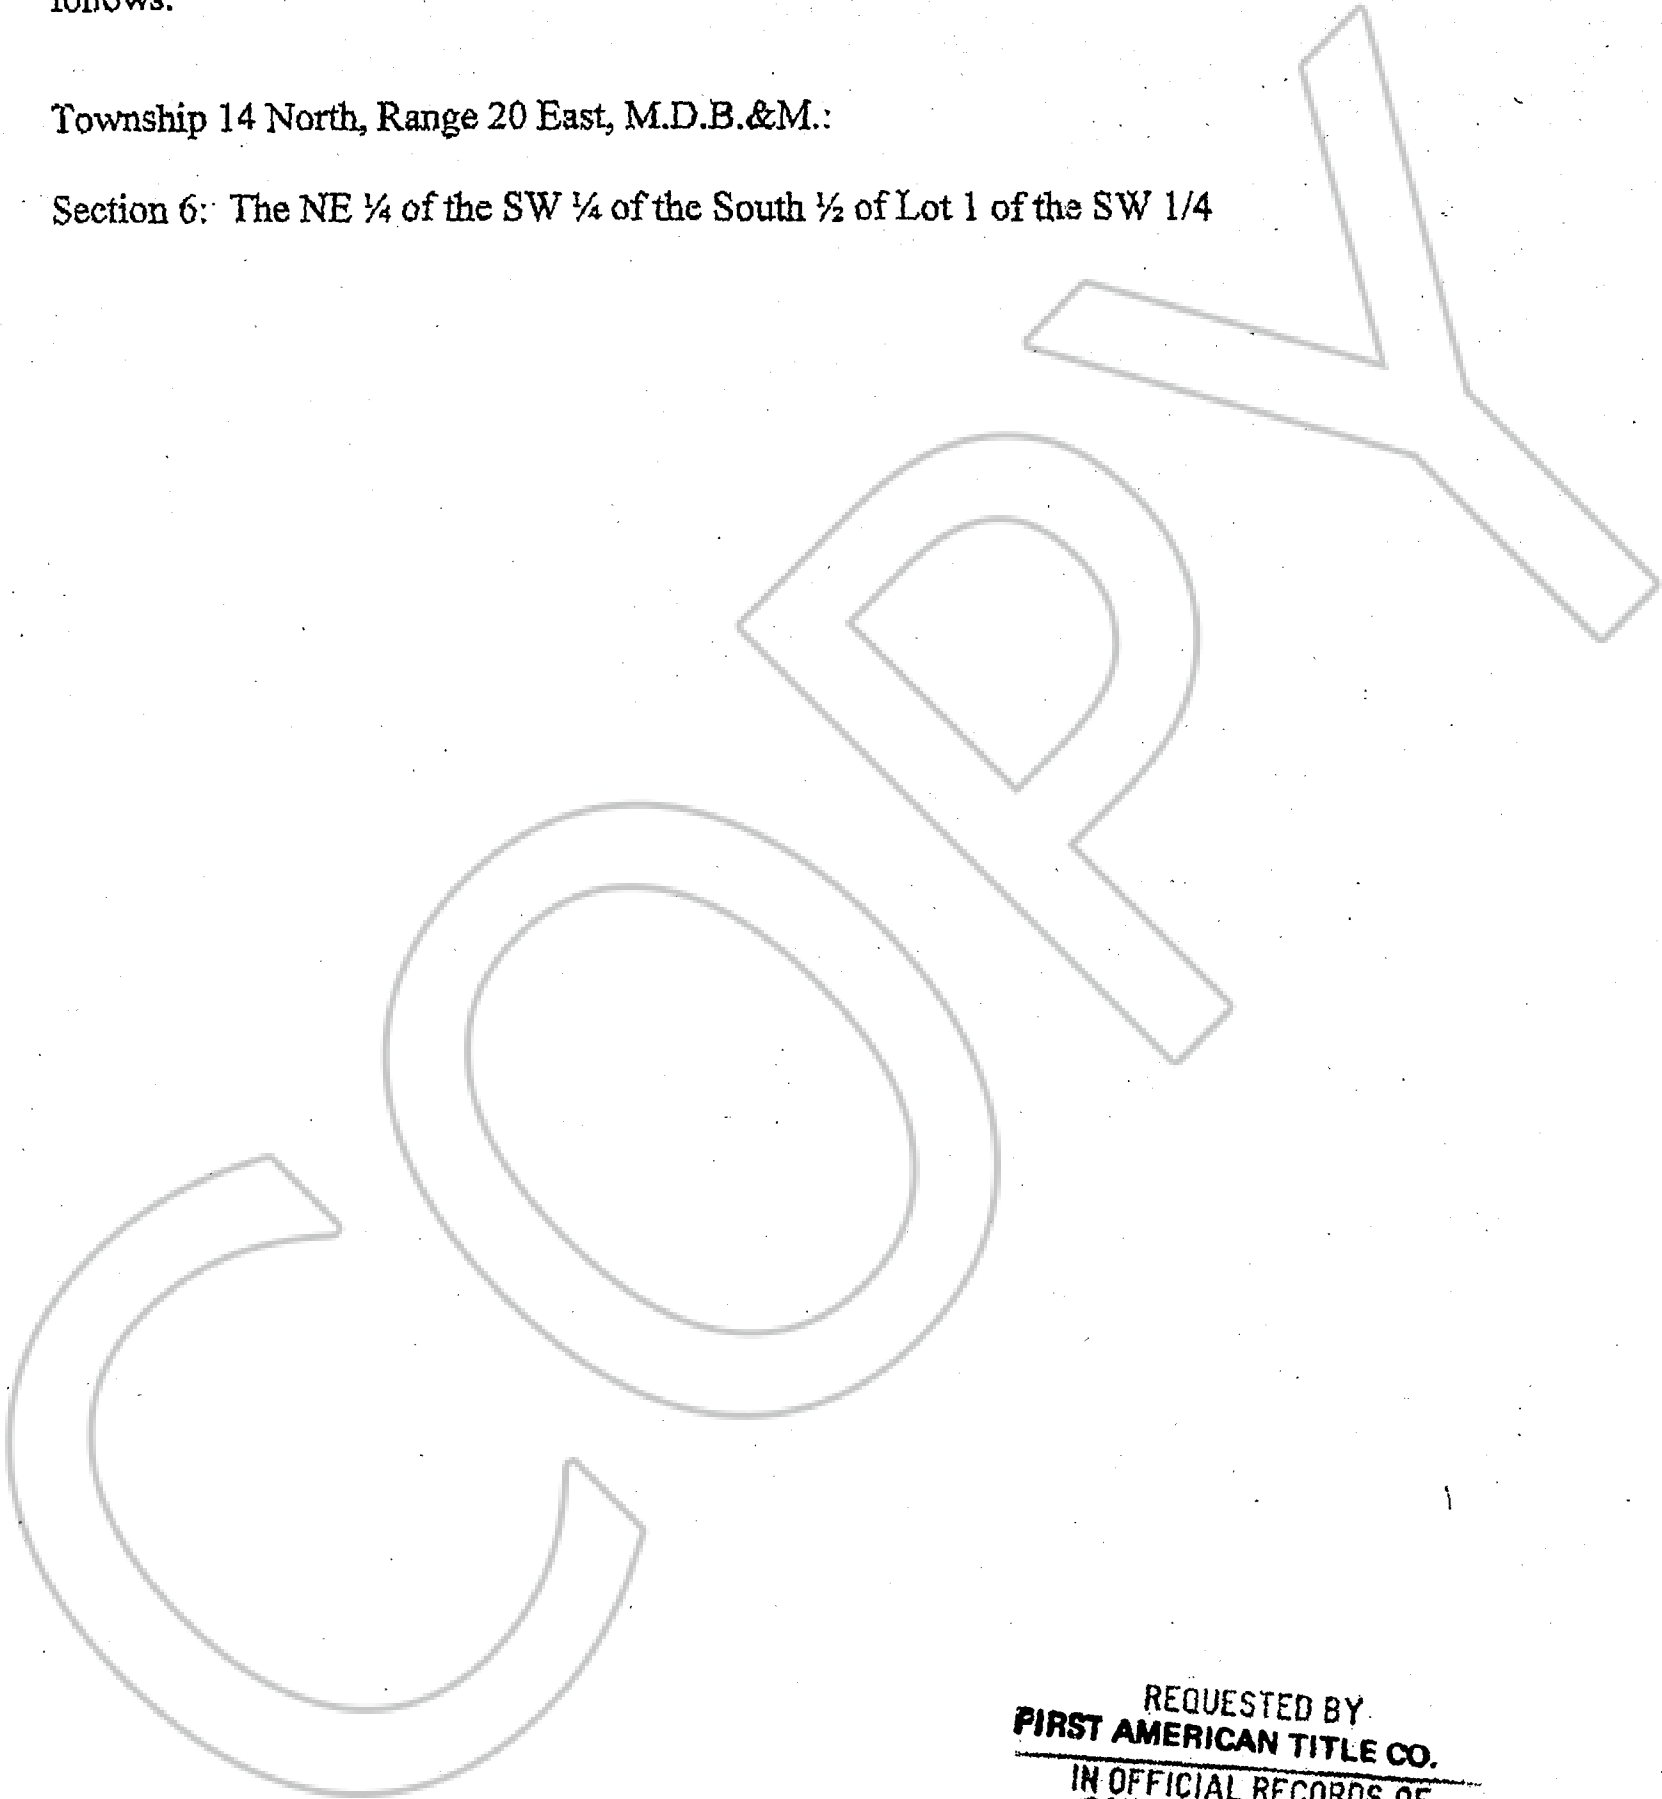 follows:
Township 14 North, Range 20 East, M.D.B.&M.:
Section 6: The NE ¼ of the SW ¼ of the South ½ of Lot 1 of the SW 1/4
COPY
REQUESTED BY
FIRST AMERICAN TITLE CO.
IN OFFICIAL RECORDS OF